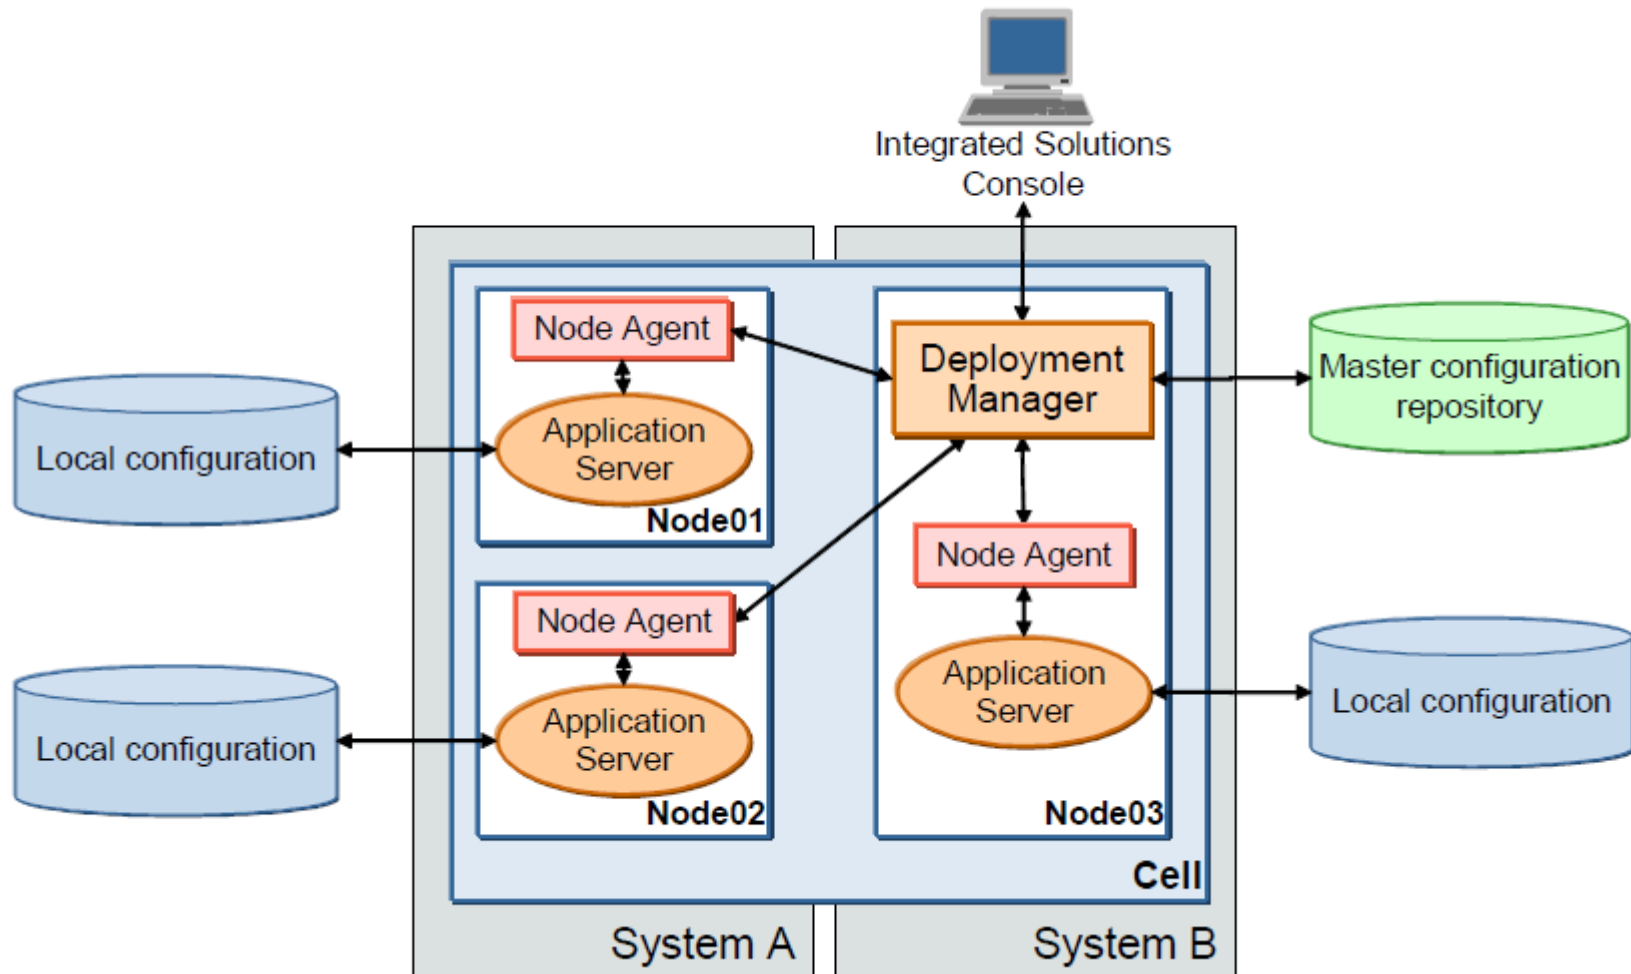 Integrated Solutions
Console
Node Agent
Application
Server
Node01
Local configuration
Node Agent
Application
Server
Node02
Local configuration
Deployment
Manager
Master configuration
repository
Node Agent
Application
Server
Node03
Local configuration
Cell
System A
System B